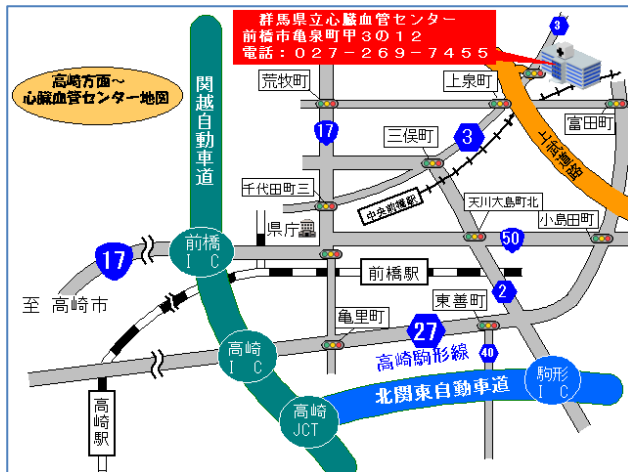 群馬県立心臓血管センター
前橋市亀泉町甲3の12
電話：027-269-7455
3
高崎方面～
心臓血管センター地図
関越自動車道
荒牧町
上泉町
富田町
17
三俣町
3
上武道路
千代田町三
中央前橋駅
県庁
天川大島町北
小島田町
50
前橋
I C
17
前橋駅
至 高崎市
2
亀里町
東善町
27
高崎駒形線
40
高崎
I C
駒形
I C
北関東自動車道
高崎駅
高崎
JCT